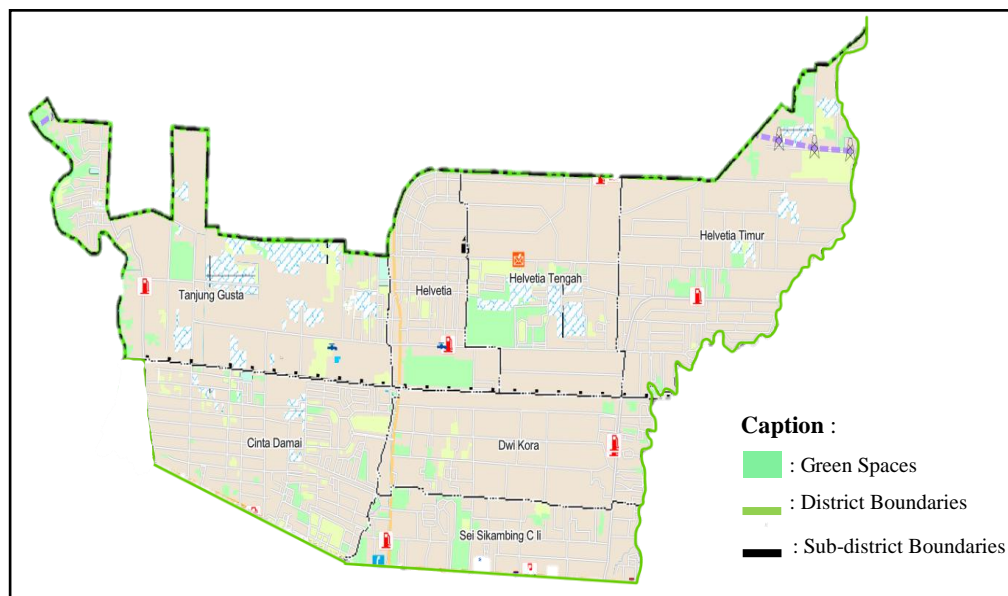 Helvetia Timur
Helvetia Tengah
Helvetia
Tanjung Gusta
Cinta Damai
Dwi Kora
Sei Sikambing C Ii
Caption :
: Green Spaces
: District Boundaries
: Sub-district Boundaries